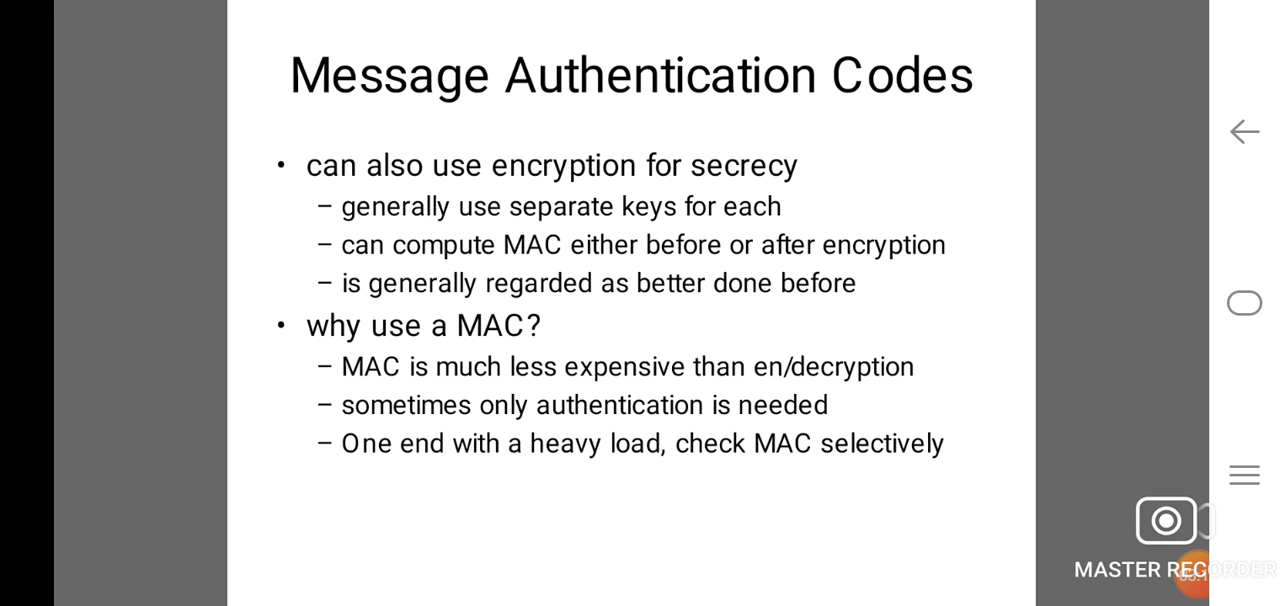 Message Authentication Codes
• can also use encryption for secrecy
– generally use separate keys for each
– can compute MAC either before or after encryption
– is generally regarded as better done before
• why use a MAC?
– MAC is much less expensive than en/decryption
– sometimes only authentication is needed
– One end with a heavy load, check MAC selectively
MASTER RECORDER